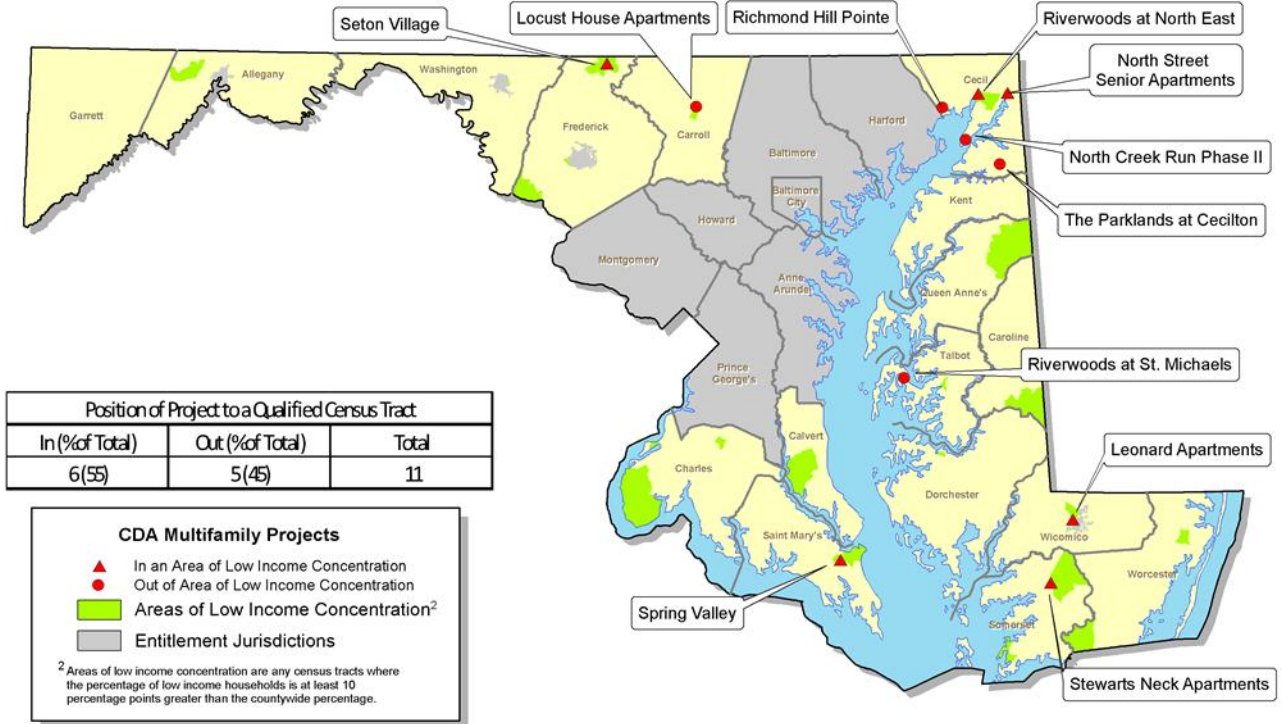 Seton Village
Locust House Apartments
Richmond Hill Pointe
Riverwoods at North East
North Street
Senior Apartments
North Creek Run Phase II
The Parklands at Cecilton
Riverwoods at St. Michaels
Leonard Apartments
Stewarts Neck Apartments
Spring Valley
Garrett
Allegany
Washington
Frederick
Carroll
Baltimore
Baltimore
City
Harford
Cecil
Kent
Howard
Montgomery
Anne
Arundel
Queen Anne's
Caroline
Talbot
Prince
George's
Calvert
Charles
Saint Mary's
Dorchester
Wicomico
Worcester
Somerset
Position of Project to a Qualified Census Tract
In (% of Total) Out (% of Total) Total
6 (55) 5 (45) 11
CDA Multifamily Projects
In an Area of Low Income Concentration
Out of Area of Low Income Concentration
Areas of Low Income Concentration2
Entitlement Jurisdictions
2 Areas of low income concentration are any census tracts where
the percentage of low income households is at least 10
percentage points greater than the countywide percentage.